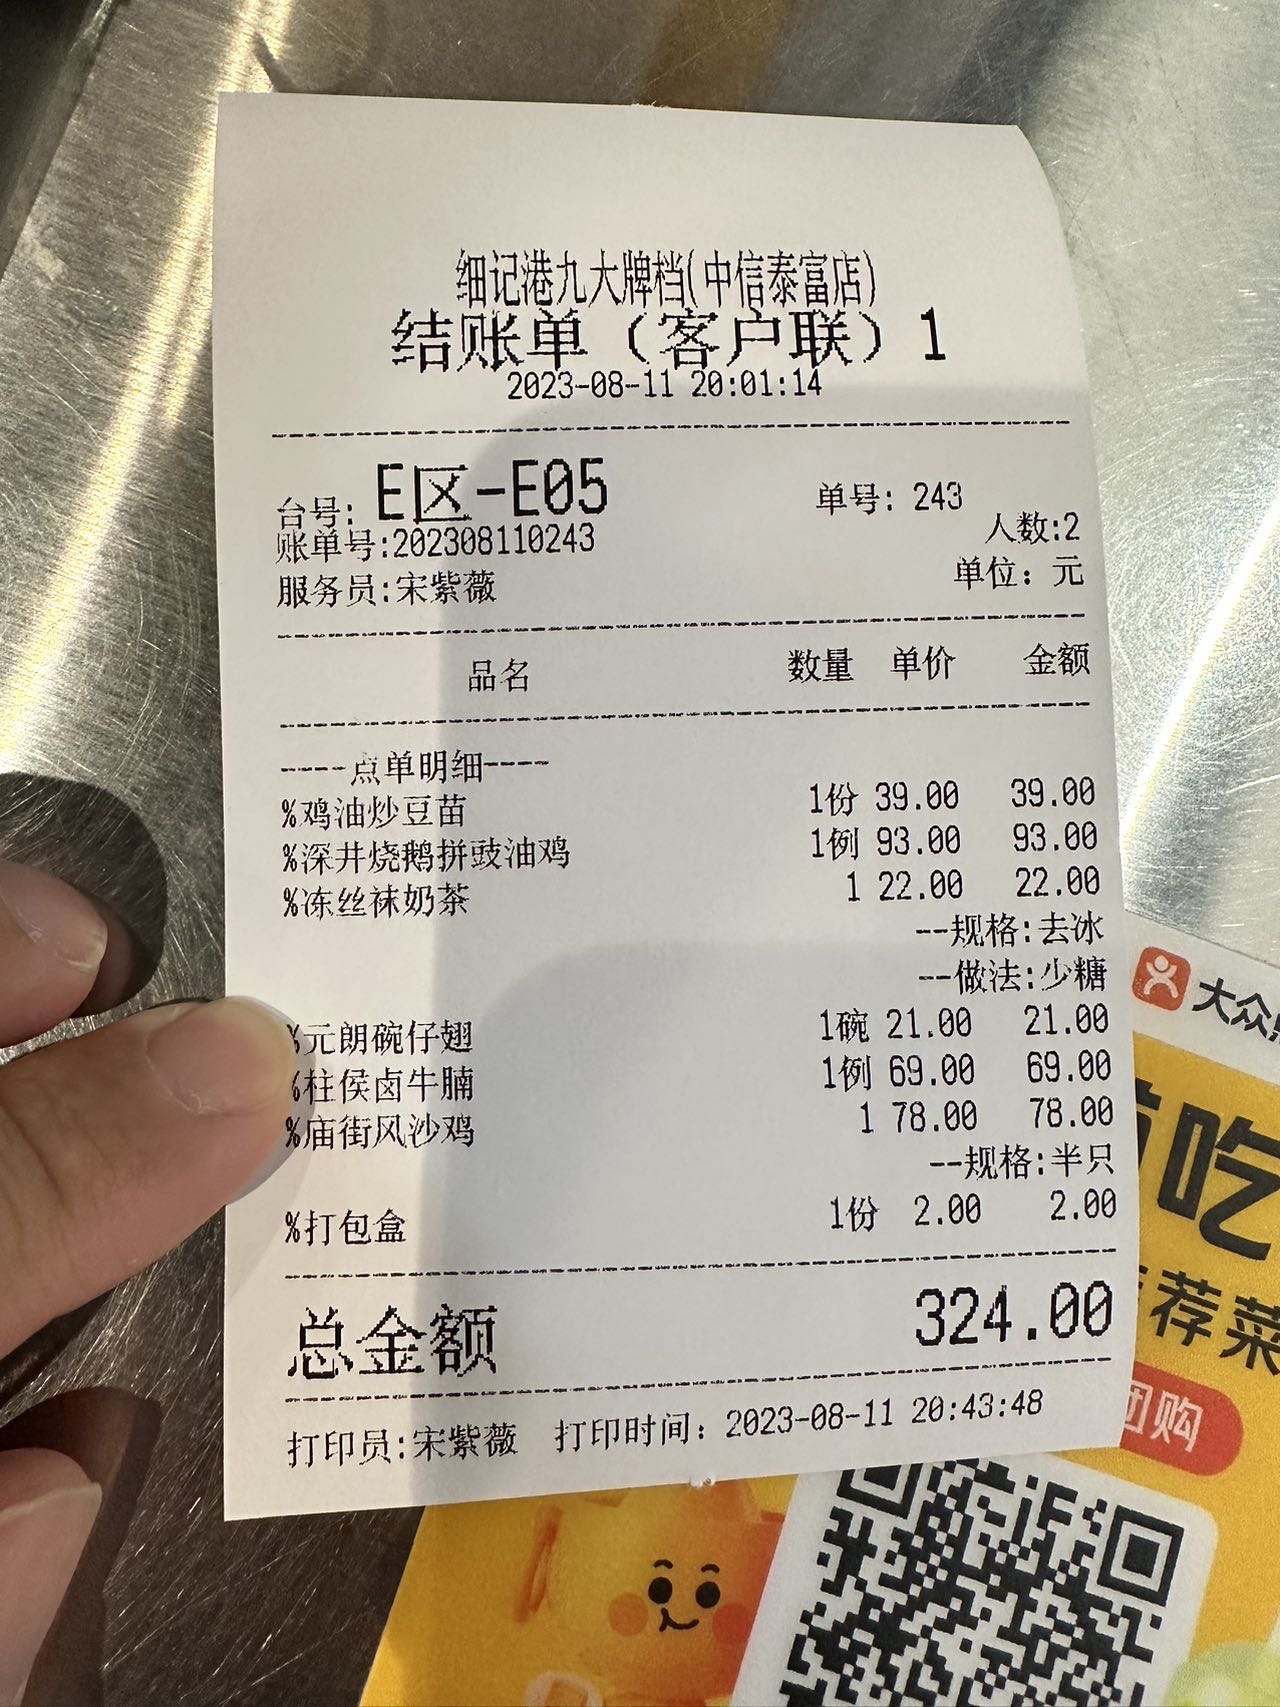 细记港九大牌档(中信泰富店)
结账单（客户联）1
2023-08-11 20:01:14
台号: E区-E05 单号: 243
账单号:202308110243 人数:2
服务员:宋紫薇 单位: 元
品名 数量 单价 金额
----点单明细----
%鸡油炒豆苗 1份 39.00 39.00
%深井烧鹅拼豉油鸡 1例 93.00 93.00
%冻丝袜奶茶 1 22.00 22.00
--规格:去冰
--做法:少糖
%元朗碗仔翅 1碗 21.00 21.00
%柱侯卤牛腩 1例 69.00 69.00
%庙街风沙鸡 1 78.00 78.00
--规格:半只
%打包盒 1份 2.00 2.00
总金额 324.00
打印员:宋紫薇 打印时间: 2023-08-11 20:43:48
大众
吃
荐菜
团购